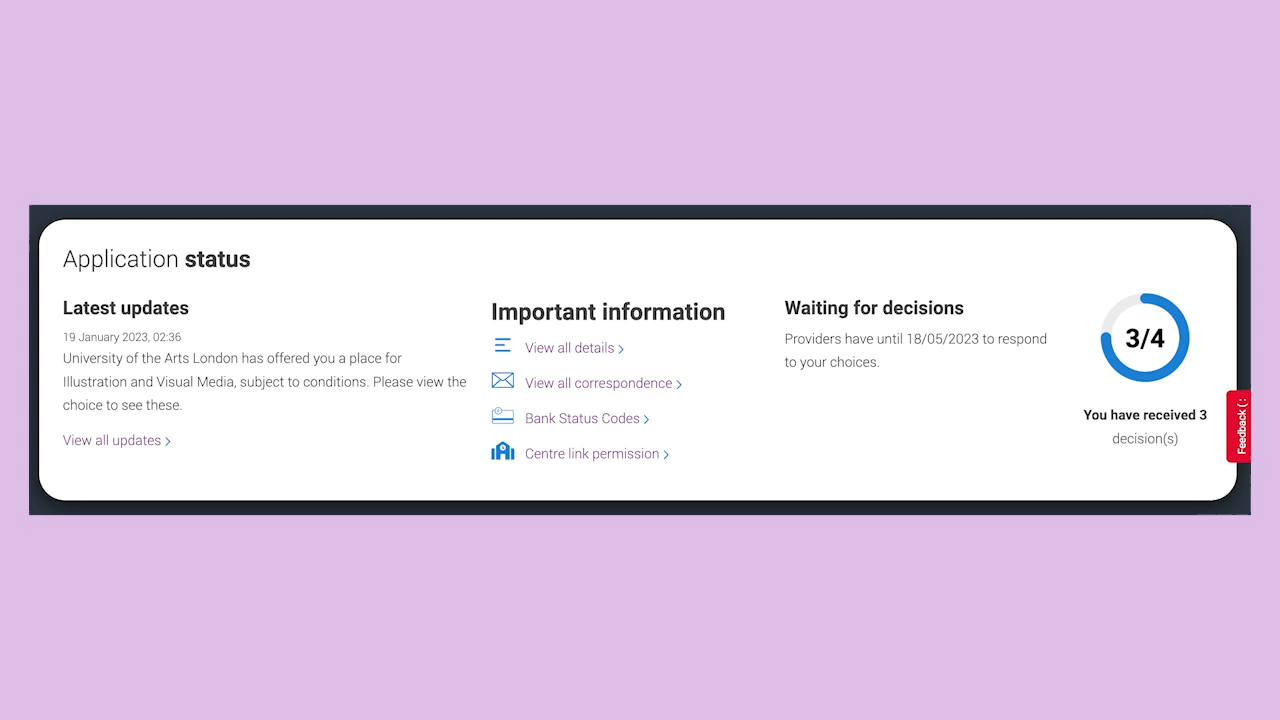 Application status
Latest updates
19 January 2023, 02:36
University of the Arts London has offered you a place for
Illustration and Visual Media, subject to conditions. Please view the
choice to see these.
View all updates
Important information
View all details
View all correspondence
Bank Status Codes
Centre link permission
Waiting for decisions
Providers have until 18/05/2023 to respond
to your choices.
3/4
You have received 3
decision(s)
Feedback (: